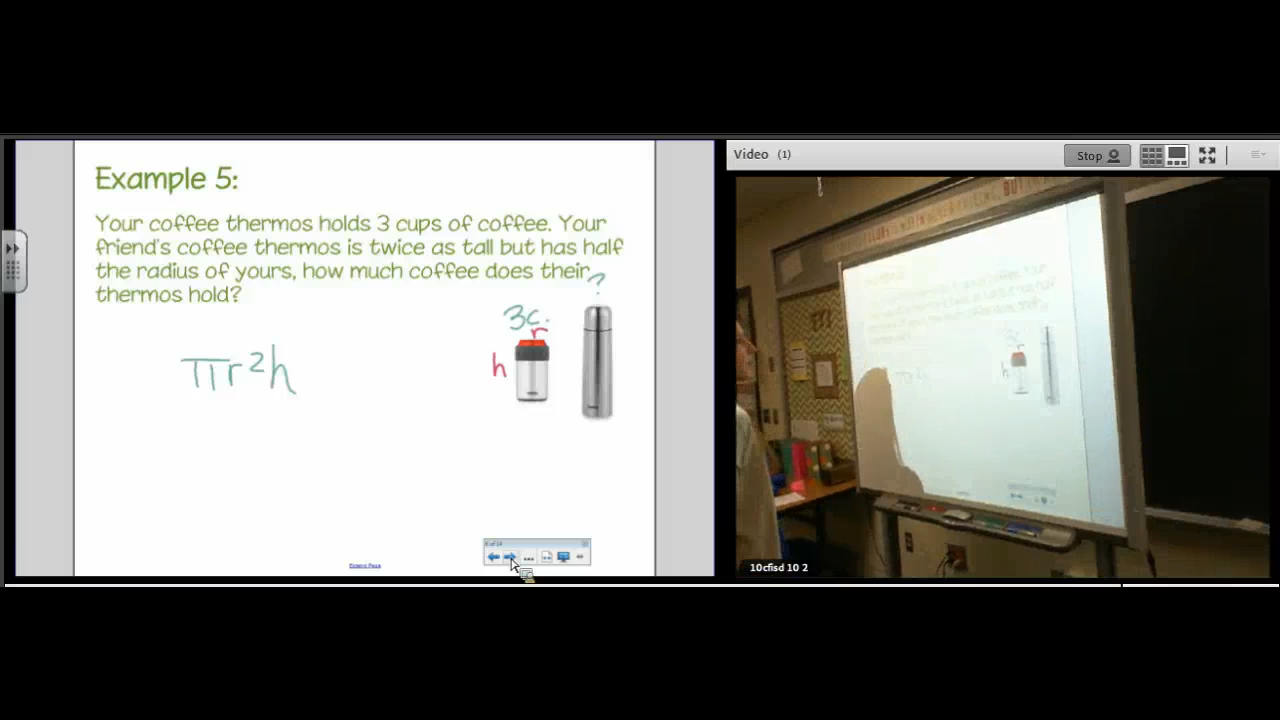 Example 5:
Your coffee thermos holds 3 cups of coffee. Your
friend's coffee thermos is twice as tall but has half
the radius of yours, how much coffee does their
thermos hold?
?
3c.
r
h
πr²h
Extend Page
Video (1)
Stop
10cfisd 10 2